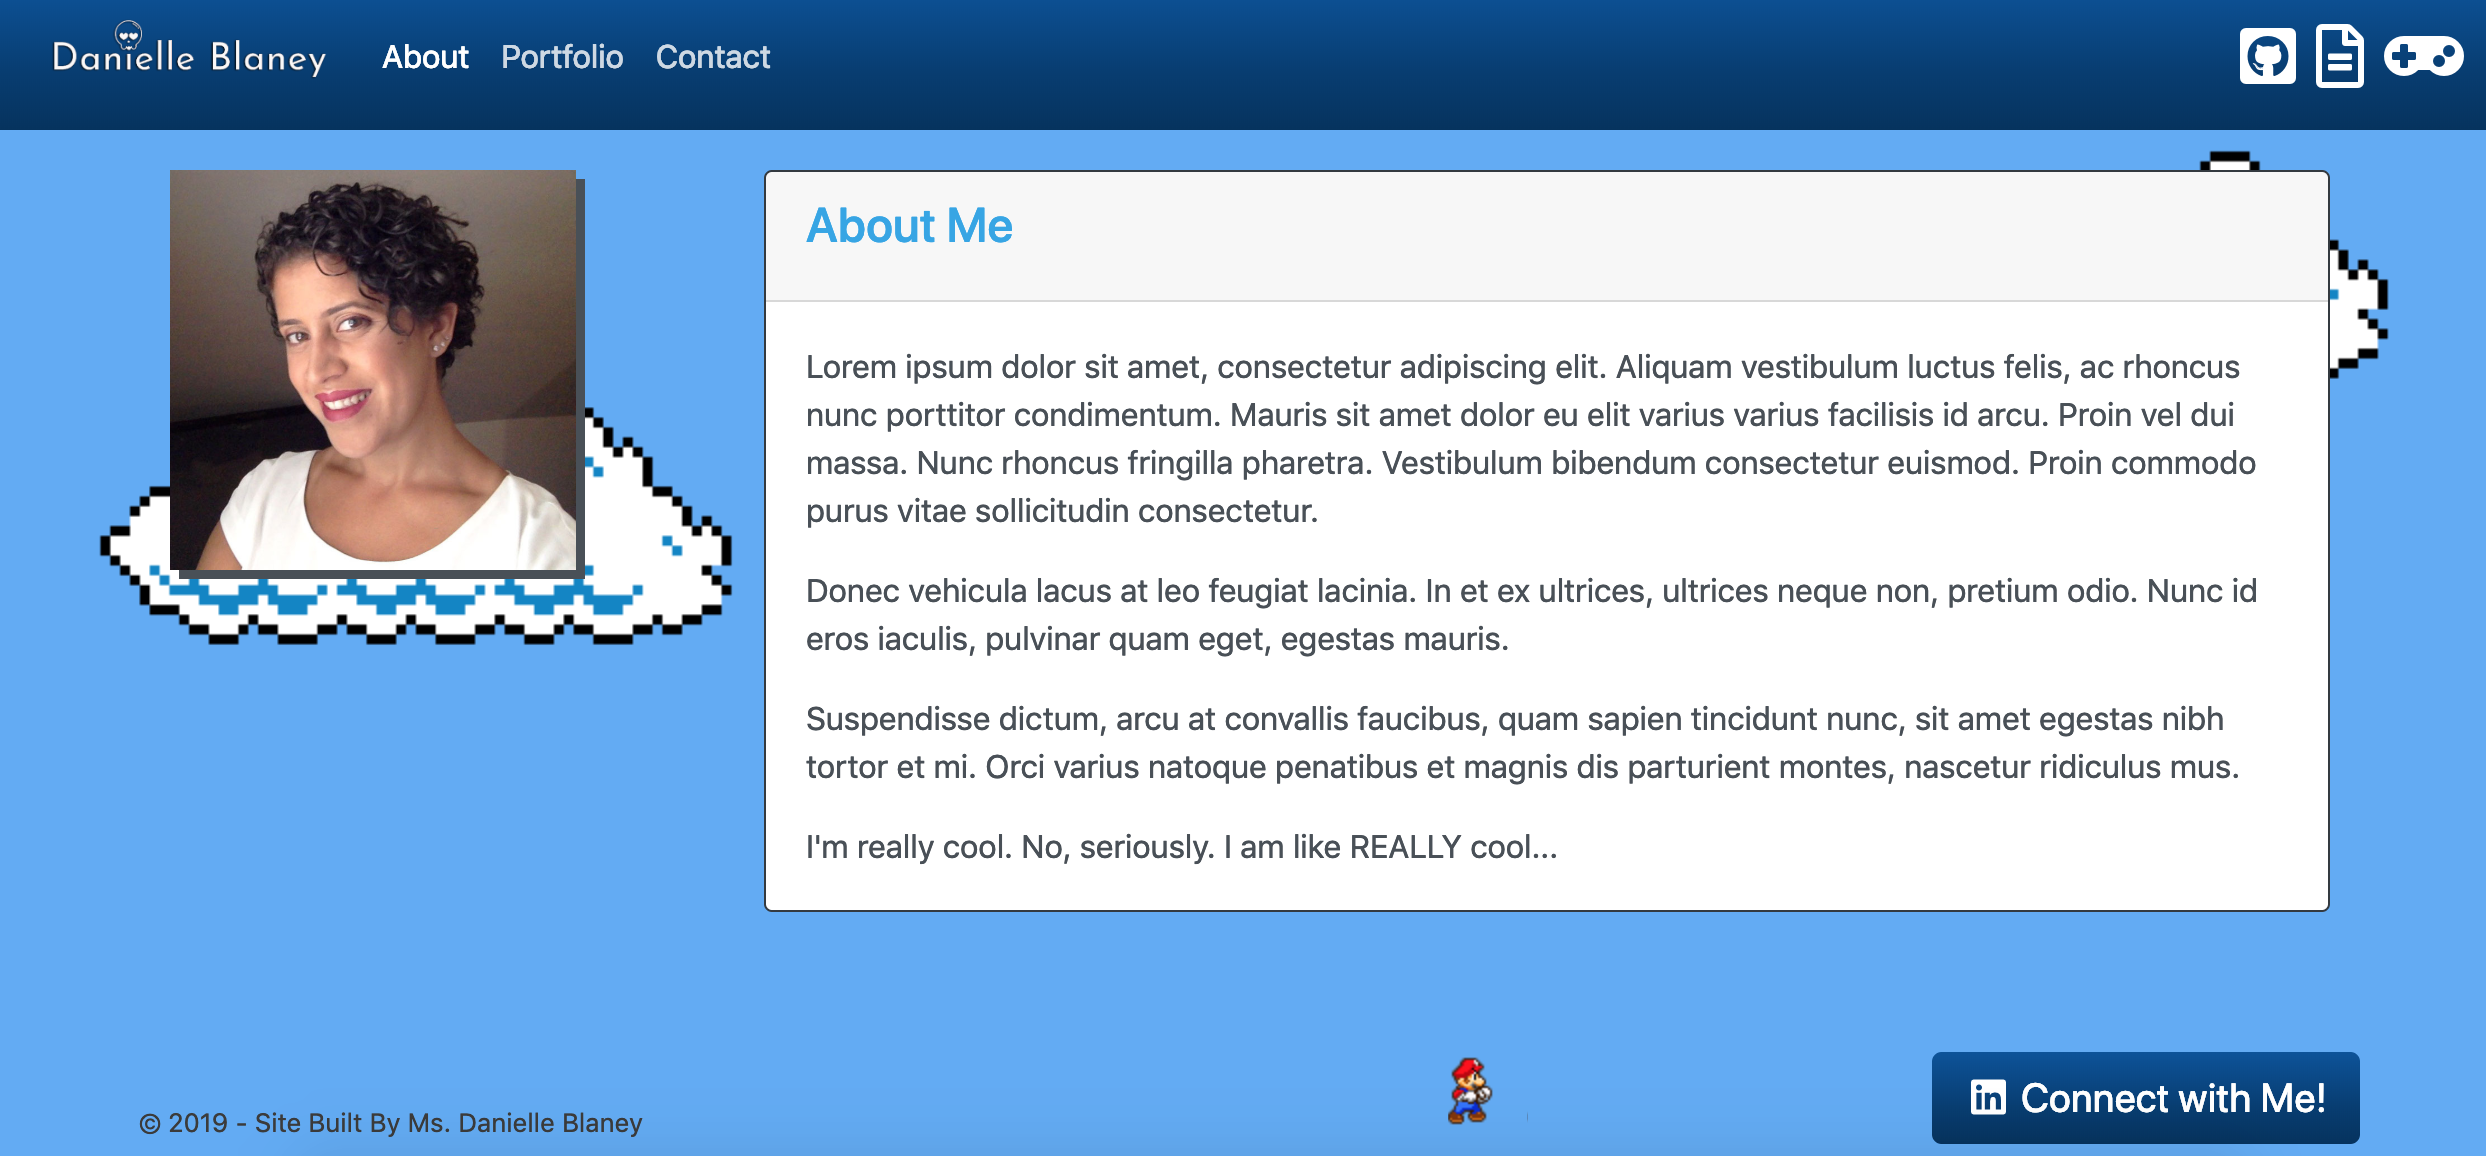 Danielle Blaney
About Portfolio Contact
About Me
Lorem ipsum dolor sit amet, consectetur adipiscing elit. Aliquam vestibulum luctus felis, ac rhoncus
nunc porttitor condimentum. Mauris sit amet dolor eu elit varius varius facilisis id arcu. Proin vel dui
massa. Nunc rhoncus fringilla pharetra. Vestibulum bibendum consectetur euismod. Proin commodo
purus vitae sollicitudin consectetur.
Donec vehicula lacus at leo feugiat lacinia. In et ex ultrices, ultrices neque non, pretium odio. Nunc id
eros iaculis, pulvinar quam eget, egestas mauris.
Suspendisse dictum, arcu at convallis faucibus, quam sapien tincidunt nunc, sit amet egestas nibh
tortor et mi. Orci varius natoque penatibus et magnis dis parturient montes, nascetur ridiculus mus.
I'm really cool. No, seriously. I am like REALLY cool...
© 2019 - Site Built By Ms. Danielle Blaney
in Connect with Me!